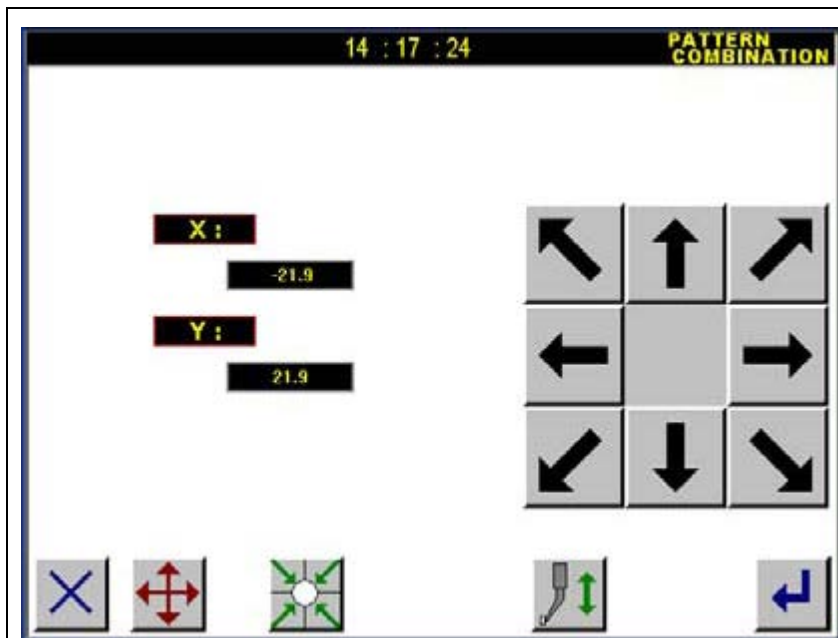 14 : 17 : 24
PATTERN
COMBINATION
X :
-21.9
Y :
21.9